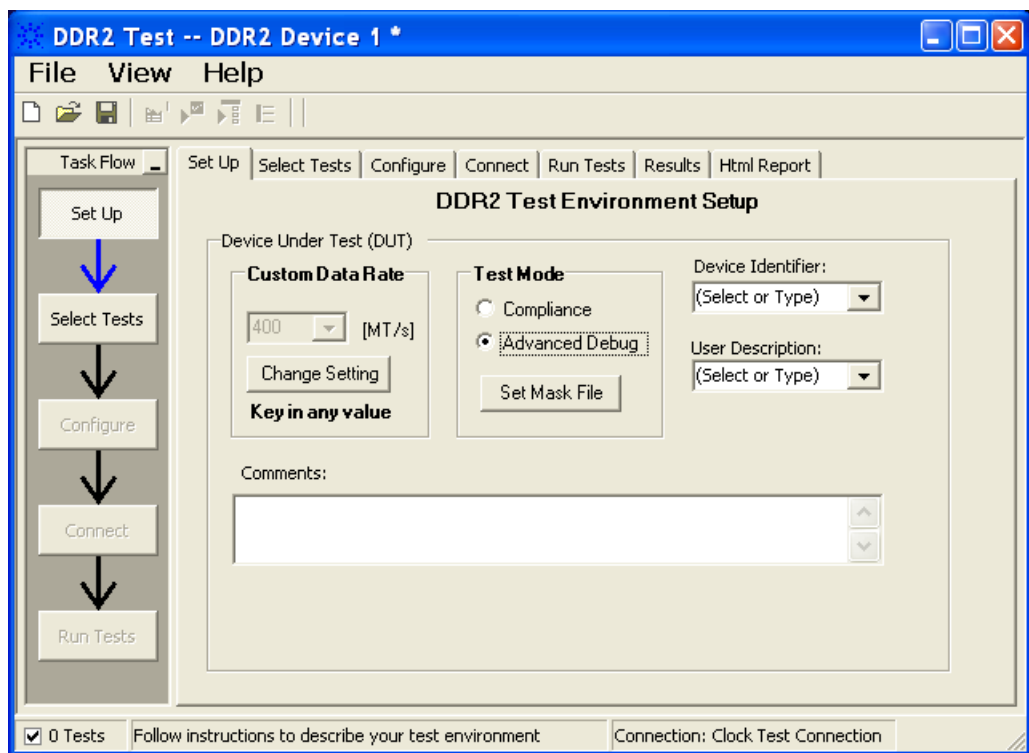 DDR2 Test -- DDR2 Device 1 *
File View Help
Task Flow
Set Up
Select Tests
Configure
Connect
Run Tests
Set Up Select Tests Configure Connect Run Tests Results Html Report
DDR2 Test Environment Setup
Device Under Test (DUT)
Custom Data Rate
400 [MT/s]
Change Setting
Key in any value
Test Mode
Compliance
Advanced Debug
Set Mask File
Device Identifier:
(Select or Type)
User Description:
(Select or Type)
Comments:
0 Tests Follow instructions to describe your test environment Connection: Clock Test Connection